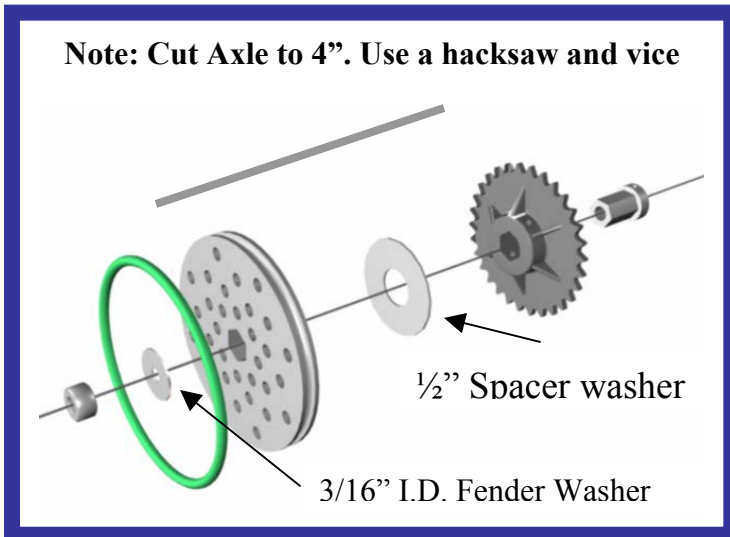 Note: Cut Axle to 4”. Use a hacksaw and vice
½” Spacer washer
3/16” I.D. Fender Washer